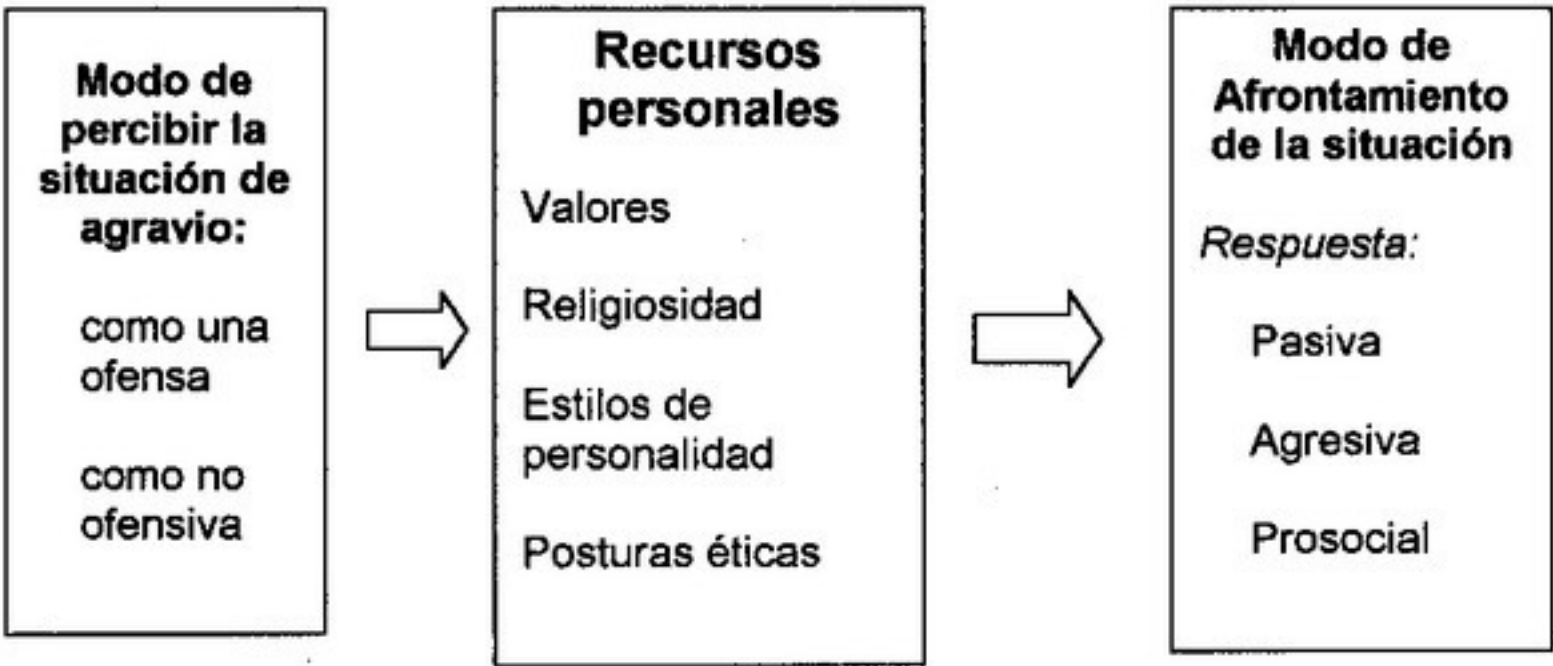 Modo de
percibir la
situación de
agravio:
como una
ofensa
como no
ofensiva
Recursos
personales
Valores
Religiosidad
Estilos de
personalidad
Posturas éticas
Modo de
Afrontamiento
de la situación
Respuesta:
Pasiva
Agresiva
Prosocial